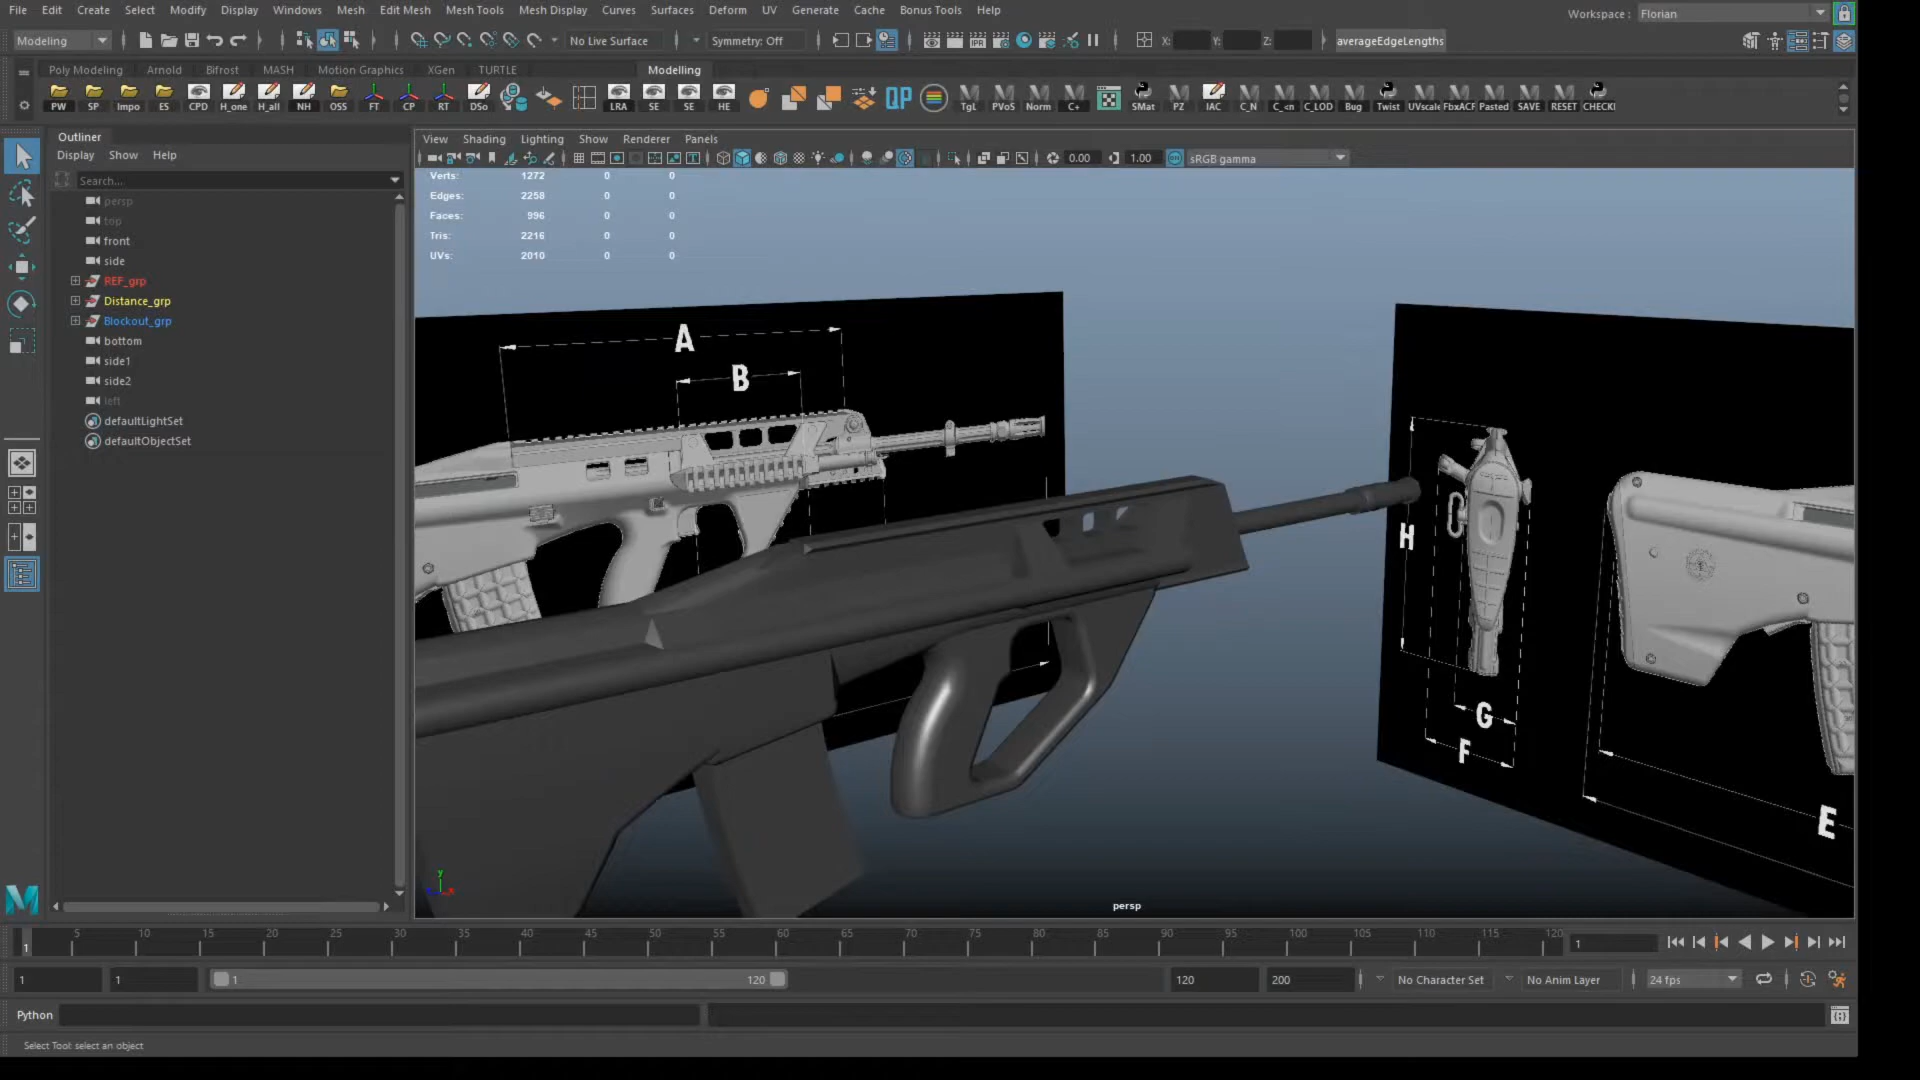 File Edit Create Select Modify Display Windows Mesh Edit Mesh Mesh Tools Mesh Display Curves Surfaces Deform UV Generate Cache Bonus Tools Help
Workspace : Florian
Modeling
No Live Surface
Symmetry: Off
X: Y: Z:
averageEdgeLengths
Poly Modeling Arnold Bifrost MASH Motion Graphics XGen TURTLE Modelling
PW SP Impo ES CPD H_one H_all NH OSS FT CP RT DSo LRA SE SE HE QP TgL PVoS Norm C+ SMat PZ IAC C_N C_<n C_LOD Bug Twist UVscale FbxACF Pasted SAVE RESET CHECKI
Outliner
Display Show Help
Search...
persp
top
front
side
REF_grp
Distance_grp
Blockout_grp
bottom
side1
side2
left
defaultLightSet
defaultObjectSet
View Shading Lighting Show Renderer Panels
0.00 1.00 sRGB gamma
Verts: 1272 0 0
Edges: 2258 0 0
Faces: 996 0 0
Tris: 2216 0 0
UVs: 2010 0 0
A
B
H
G
F
E
y
x
persp
1 5 10 15 20 25 30 35 40 45 50 55 60 65 70 75 80 85 90 95 100 105 110 115 120
1
1 1 1 120 120 200 No Character Set No Anim Layer 24 fps
Python
Select Tool: select an object